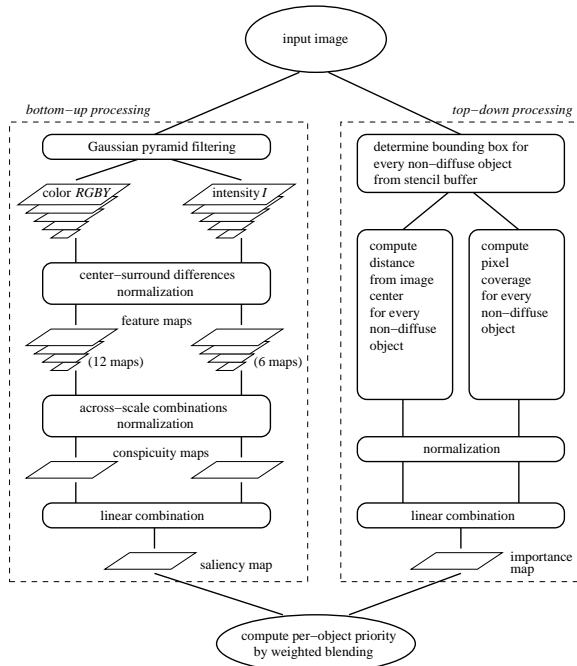 input image
bottom−up processing
Gaussian pyramid filtering
color RGBY
intensity I
center−surround differences
normalization
feature maps
(12 maps)
(6 maps)
across−scale combinations
normalization
conspicuity maps
linear combination
saliency map
top−down processing
determine bounding box for
every non−diffuse object
from stencil buffer
compute
distance
from image
center
for every
non−diffuse
object
compute
pixel
coverage
for every
non−diffuse
object
normalization
linear combination
importance
map
compute per−object priority
by weighted blending